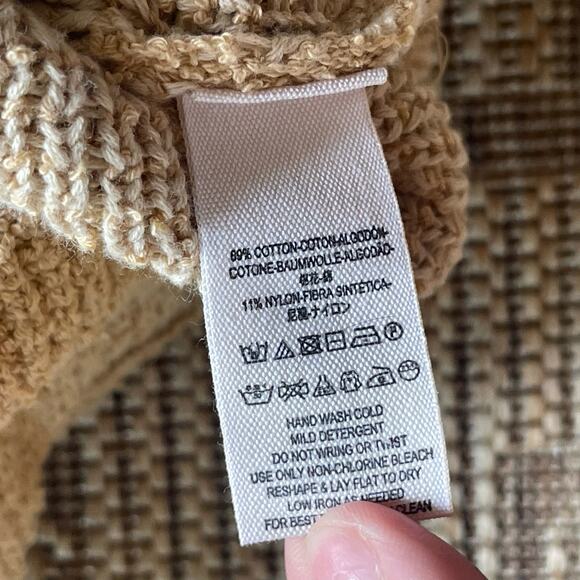 89% COTTON-COTON-ALGODON-
COTONE-BAUMWOLLE-ALGODÃO-
棉花-綿
11% NYLON-FIBRA SINTÉTICA-
尼龍-ナイロン
HAND WASH COLD
MILD DETERGENT
DO NOT WRING OR TWIST
USE ONLY NON-CHLORINE BLEACH
RESHAPE & LAY FLAT TO DRY
LOW IRON AS NEEDED
FOR BEST CLEAN